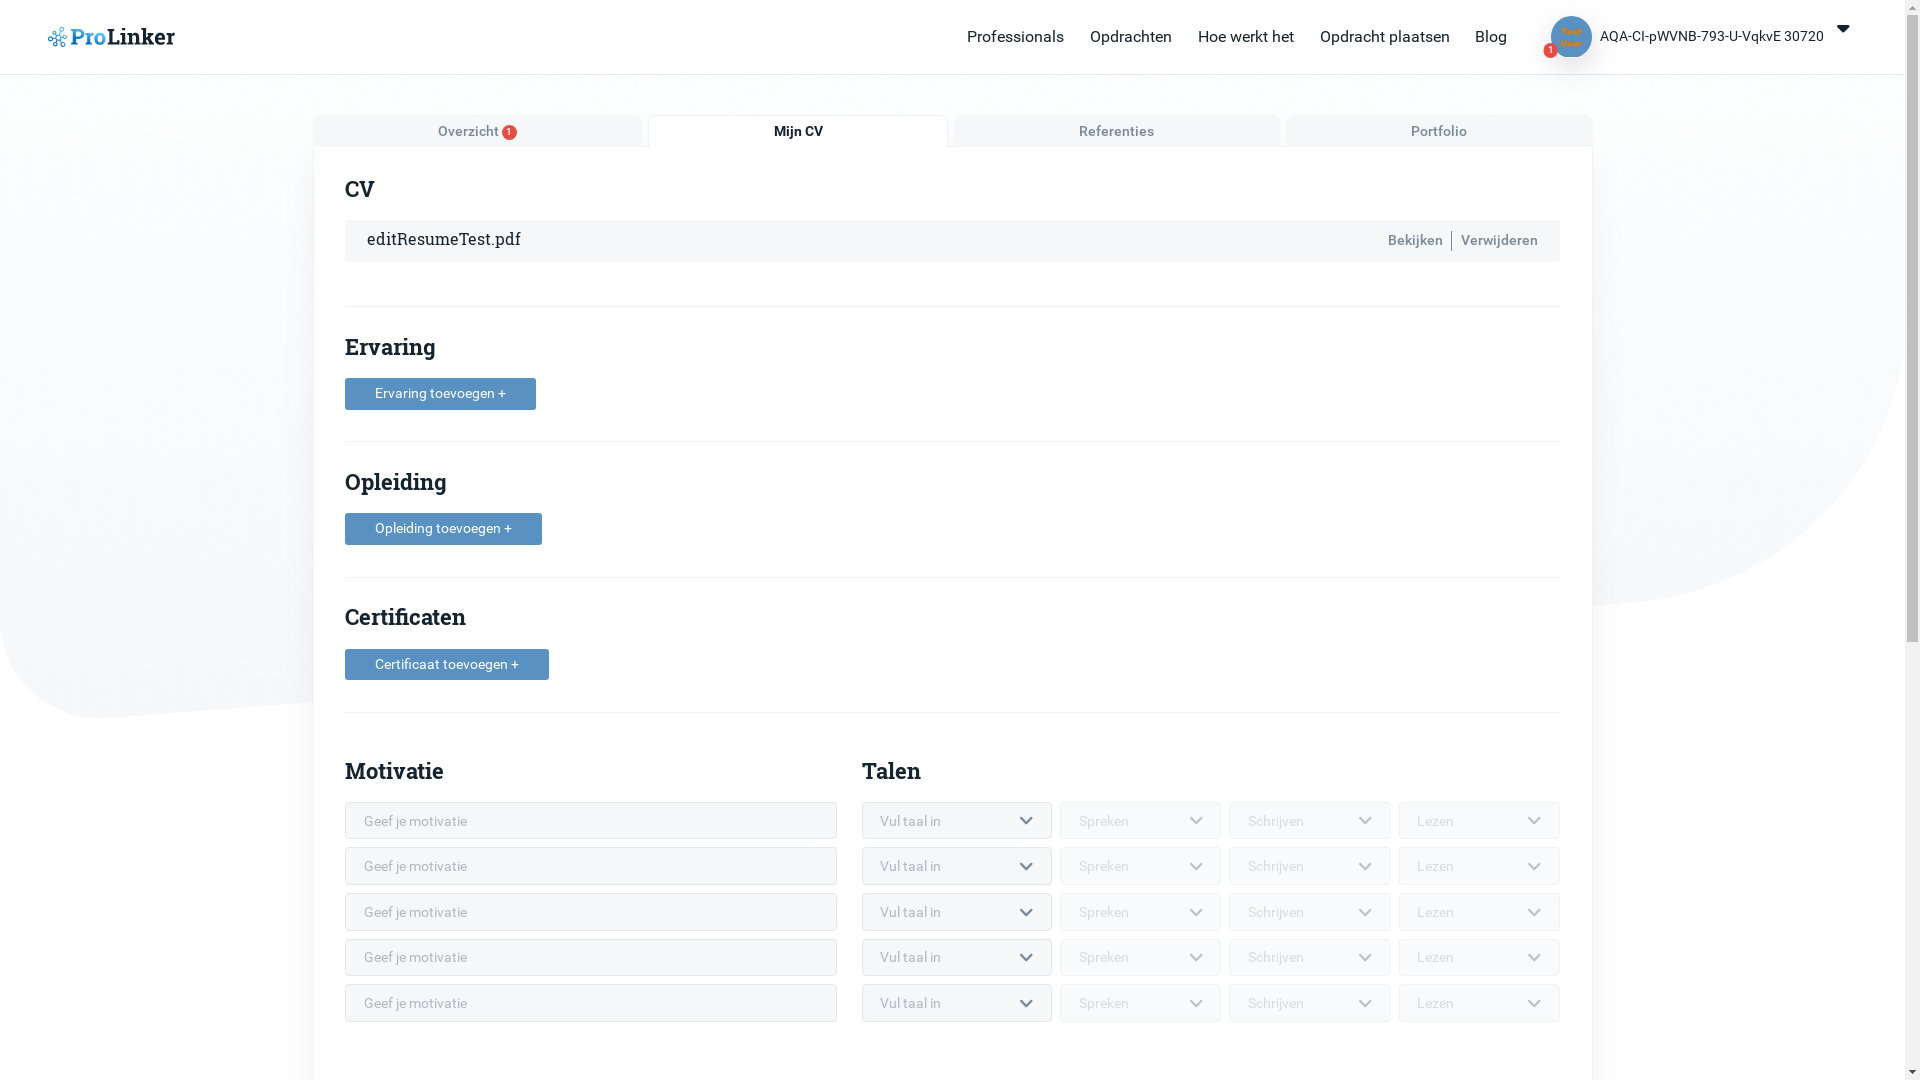 ProLinker
Professionals Opdrachten Hoe werkt het Opdracht plaatsen Blog
Test
User
1
AQA-CI-pWVNB-793-U-VqkvE 30720
Overzicht 1 Mijn CV Referenties Portfolio
CV
editResumeTest.pdf Bekijken Verwijderen
Ervaring
Ervaring toevoegen +
Opleiding
Opleiding toevoegen +
Certificaten
Certificaat toevoegen +
Motivatie Talen
Geef je motivatie Vul taal in Spreken Schrijven Lezen
Geef je motivatie Vul taal in Spreken Schrijven Lezen
Geef je motivatie Vul taal in Spreken Schrijven Lezen
Geef je motivatie Vul taal in Spreken Schrijven Lezen
Geef je motivatie Vul taal in Spreken Schrijven Lezen